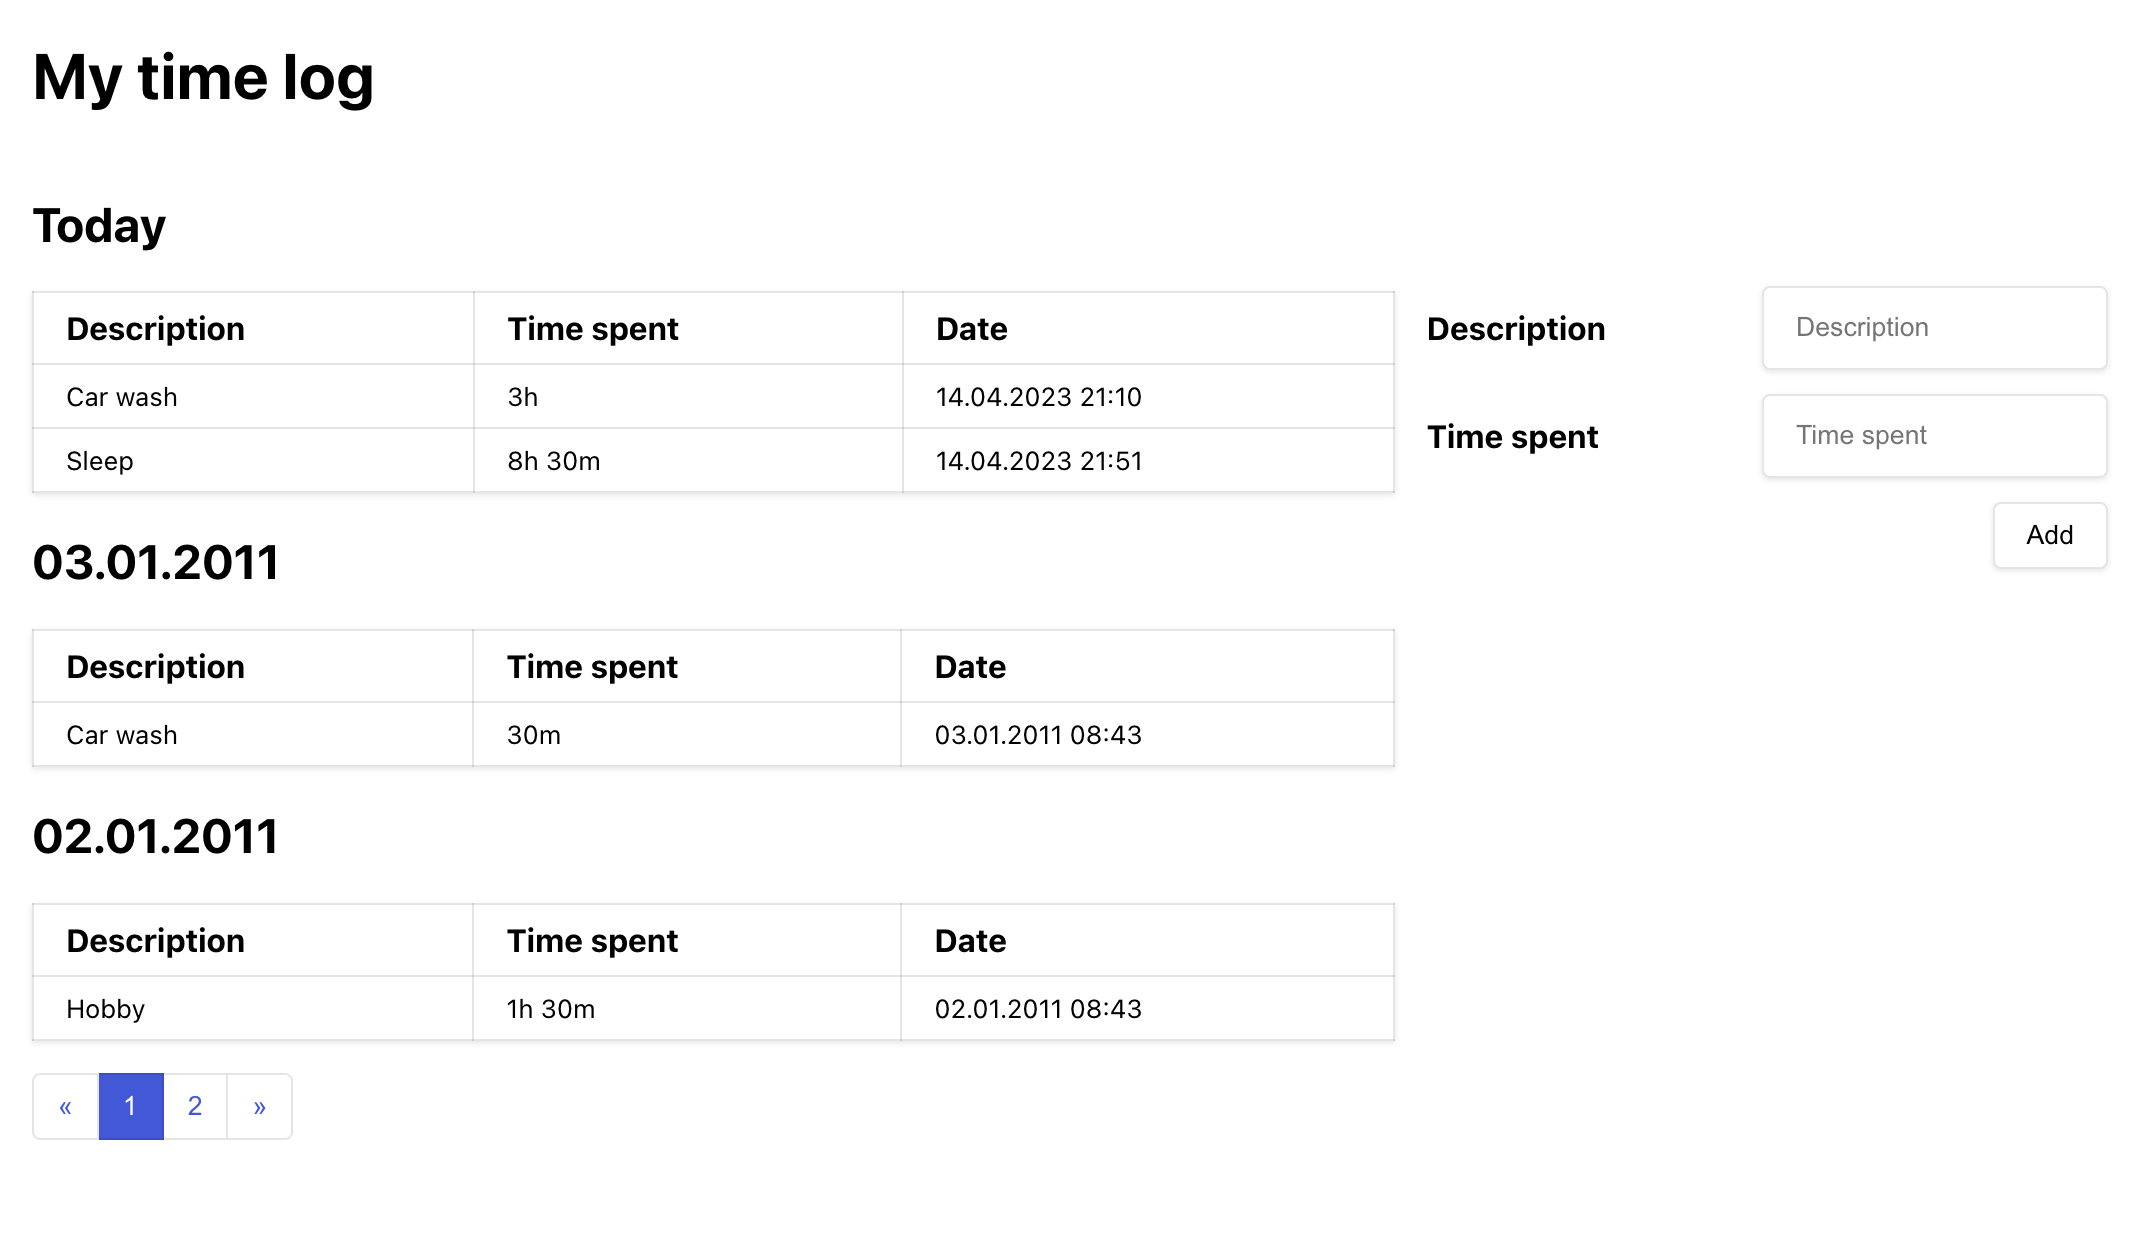 My time log
Today
Description Time spent Date
Car wash 3h 14.04.2023 21:10
Sleep 8h 30m 14.04.2023 21:51
Description Description
Time spent Time spent
Add
03.01.2011
Description Time spent Date
Car wash 30m 03.01.2011 08:43
02.01.2011
Description Time spent Date
Hobby 1h 30m 02.01.2011 08:43
« 1 2 »